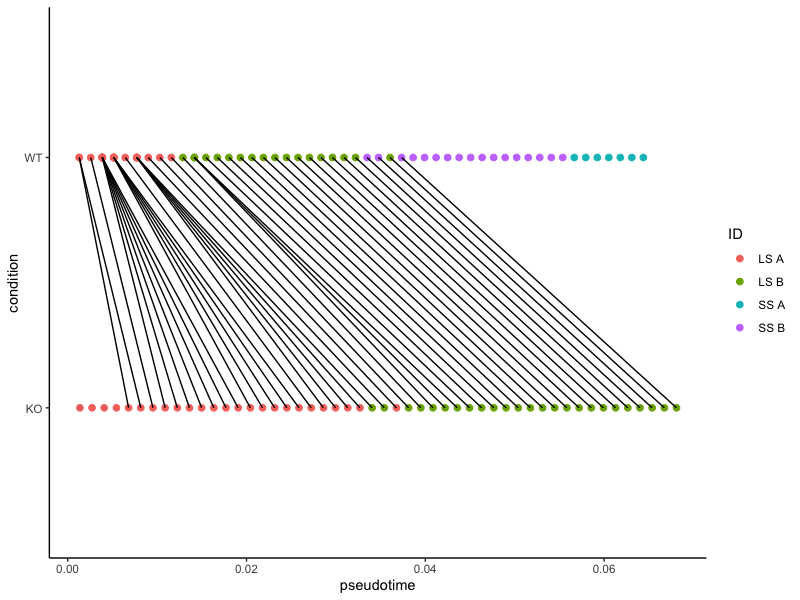 WT
KO
condition
0.00 0.02 0.04 0.06
pseudotime
ID
LS A
LS B
SS A
SS B